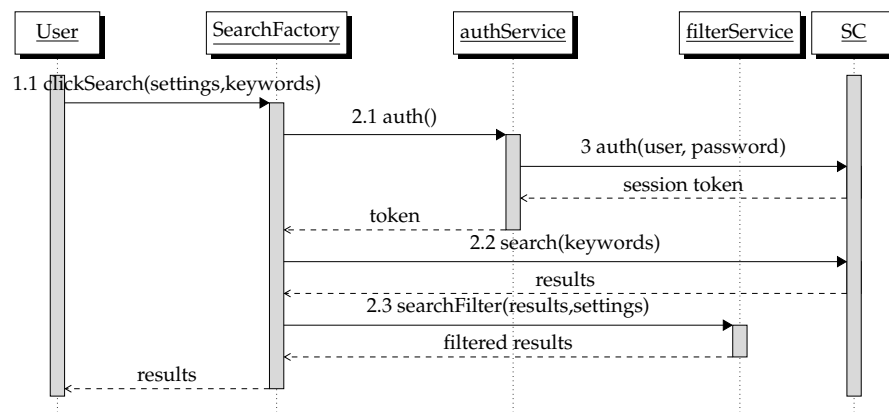 User
SearchFactory
authService
filterService
SC
1.1 clickSearch(settings,keywords)
2.1 auth()
3 auth(user, password)
session token
token
2.2 search(keywords)
results
2.3 searchFilter(results,settings)
filtered results
results